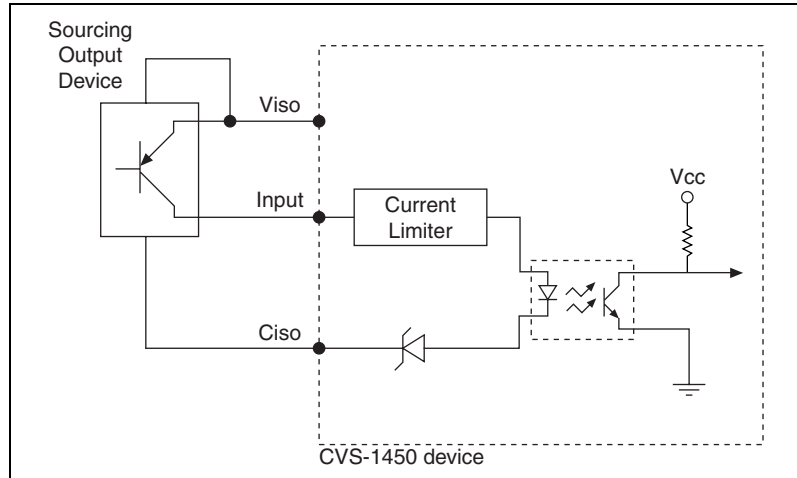 Sourcing
Output
Device
Viso
Input
Current
Limiter
Vcc
Ciso
CVS-1450 device